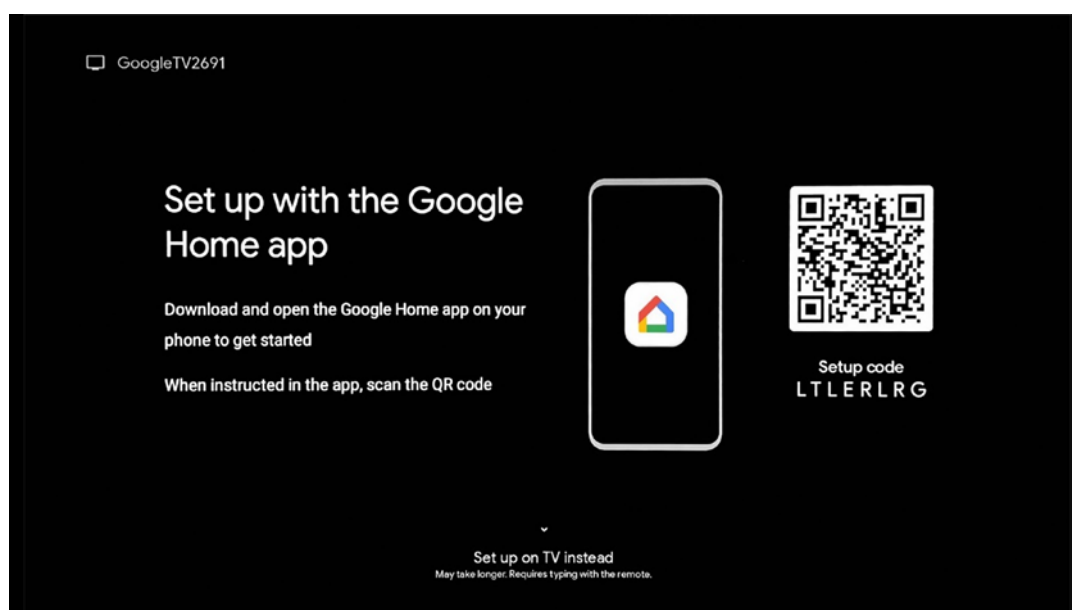 GoogleTV2691
Set up with the Google
Home app
Download and open the Google Home app on your
phone to get started
When instructed in the app, scan the QR code
Setup code
LTLERLRG
Set up on TV instead
May take longer. Requires typing with the remote.